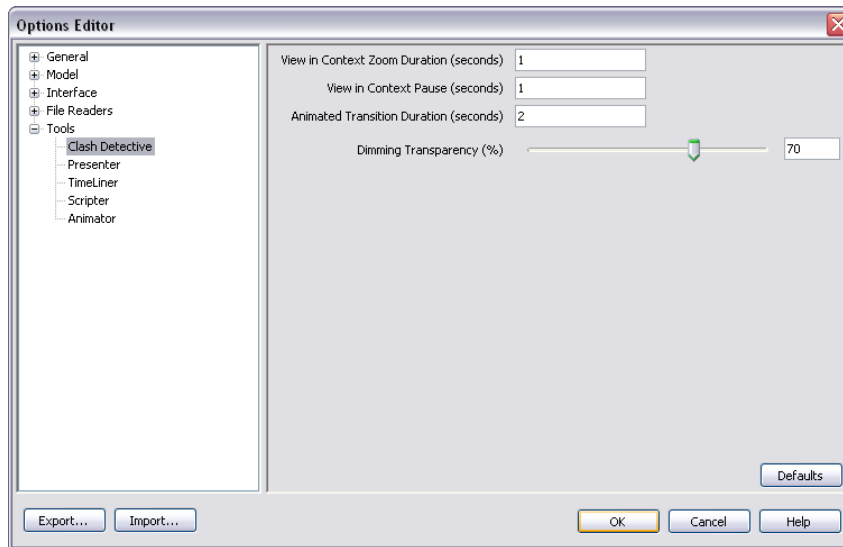 Options Editor
General
Model
Interface
File Readers
Tools
Clash Detective
Presenter
TimeLiner
Scripter
Animator
View in Context Zoom Duration (seconds) 1
View in Context Pause (seconds) 1
Animated Transition Duration (seconds) 2
Dimming Transparency (%) 70
Defaults
Export... Import... OK Cancel Help